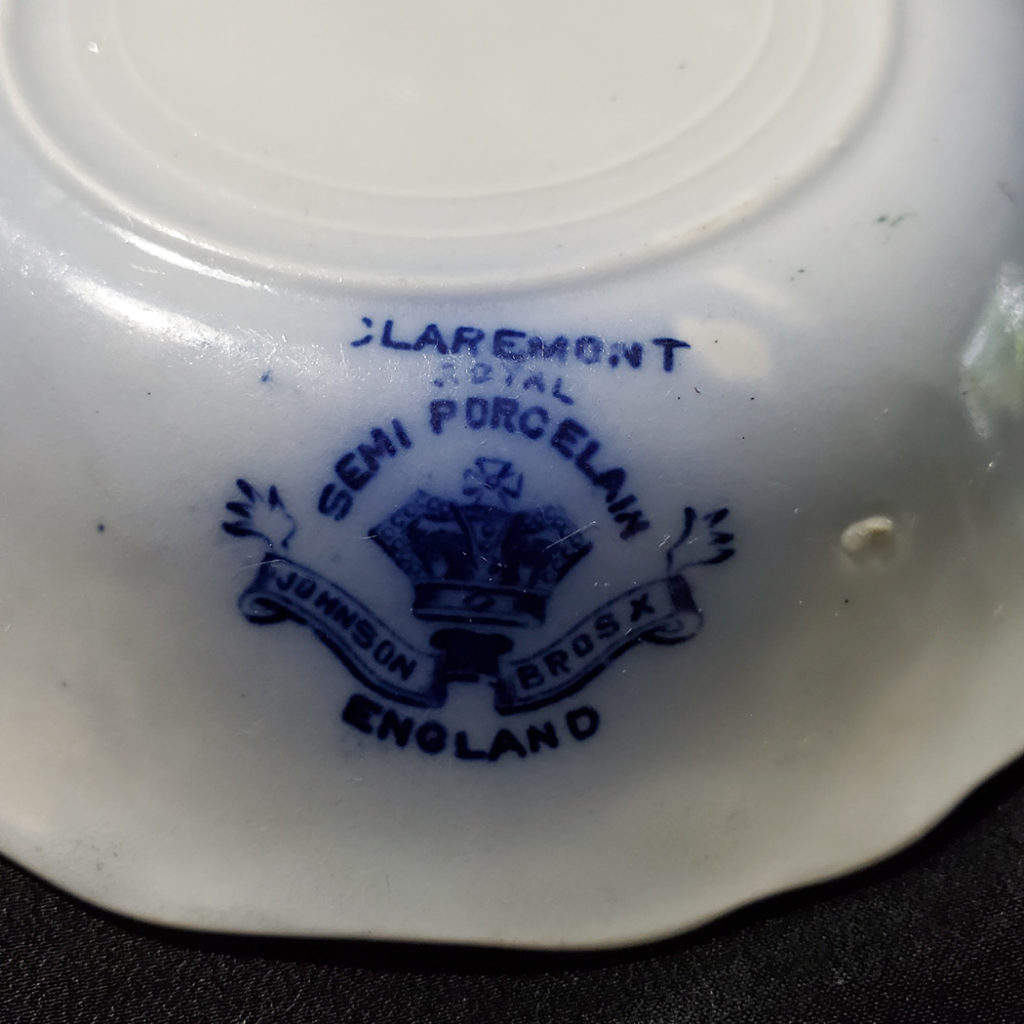 CLAREMONT
ROYAL
SEMI PORCELAIN
JOHNSON BROS X
ENGLAND